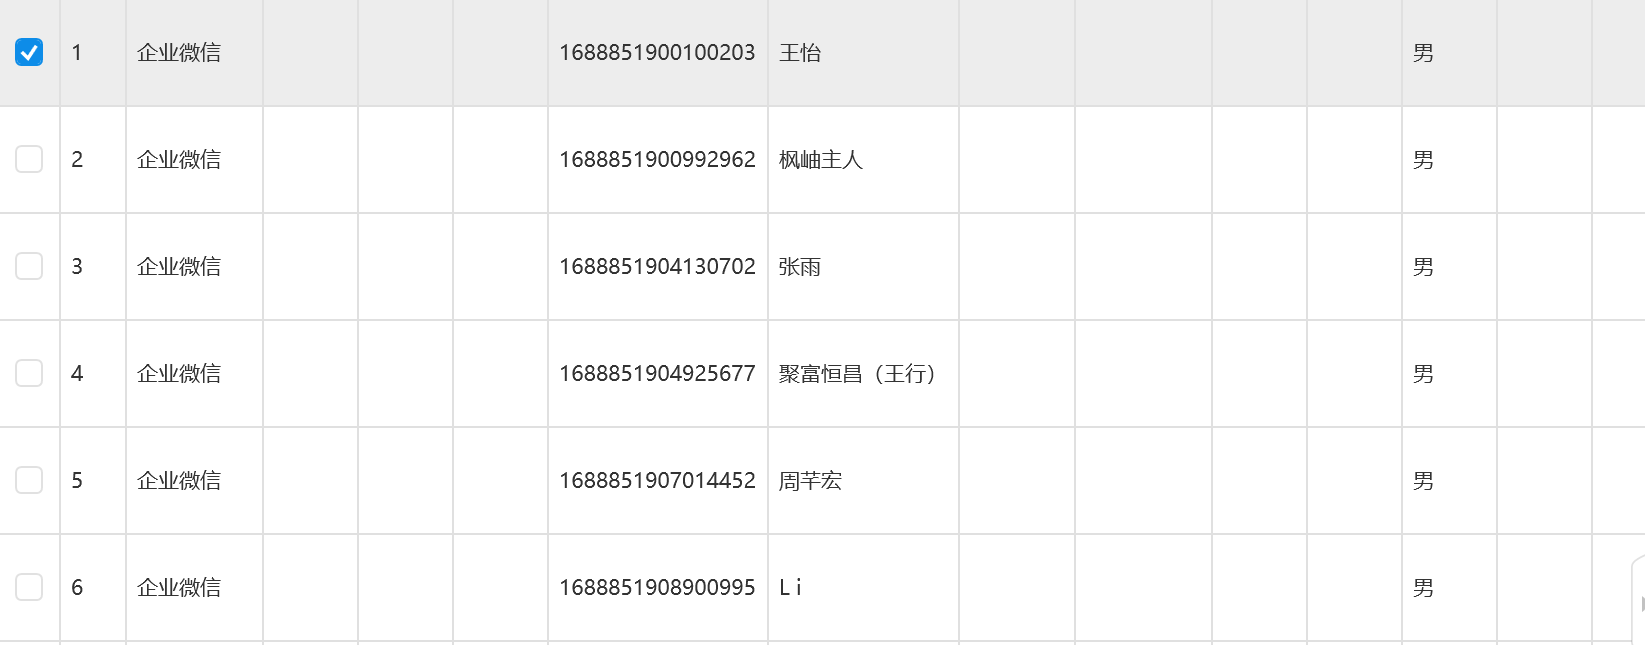 1 企业微信 1688851900100203 王怡 男
2 企业微信 1688851900992962 枫岫主人 男
3 企业微信 1688851904130702 张雨 男
4 企业微信 1688851904925677 聚富恒昌（王行） 男
5 企业微信 1688851907014452 周芊宏 男
6 企业微信 1688851908900995 L i 男